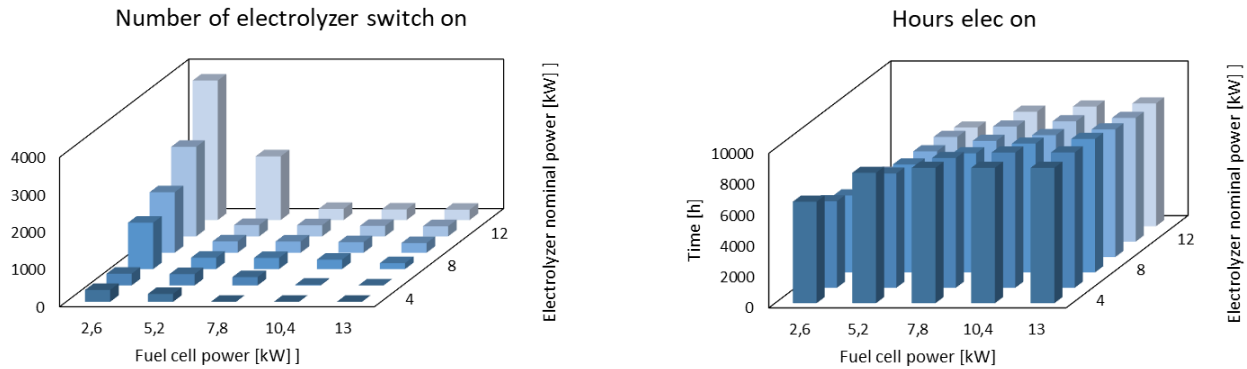 Number of electrolyzer switch on
4000
3000
2000
1000
0
2,6 5,2 7,8 10,4 13
Fuel cell power [kW] ]
4
8
12
Electrolyzer nominal power [kW] ]
Hours elec on
Time [h]
10000
8000
6000
4000
2000
0
2,6 5,2 7,8 10,4 13
Fuel cell power [kW]
4
8
12
Electrolyzer nominal power [kW] ]